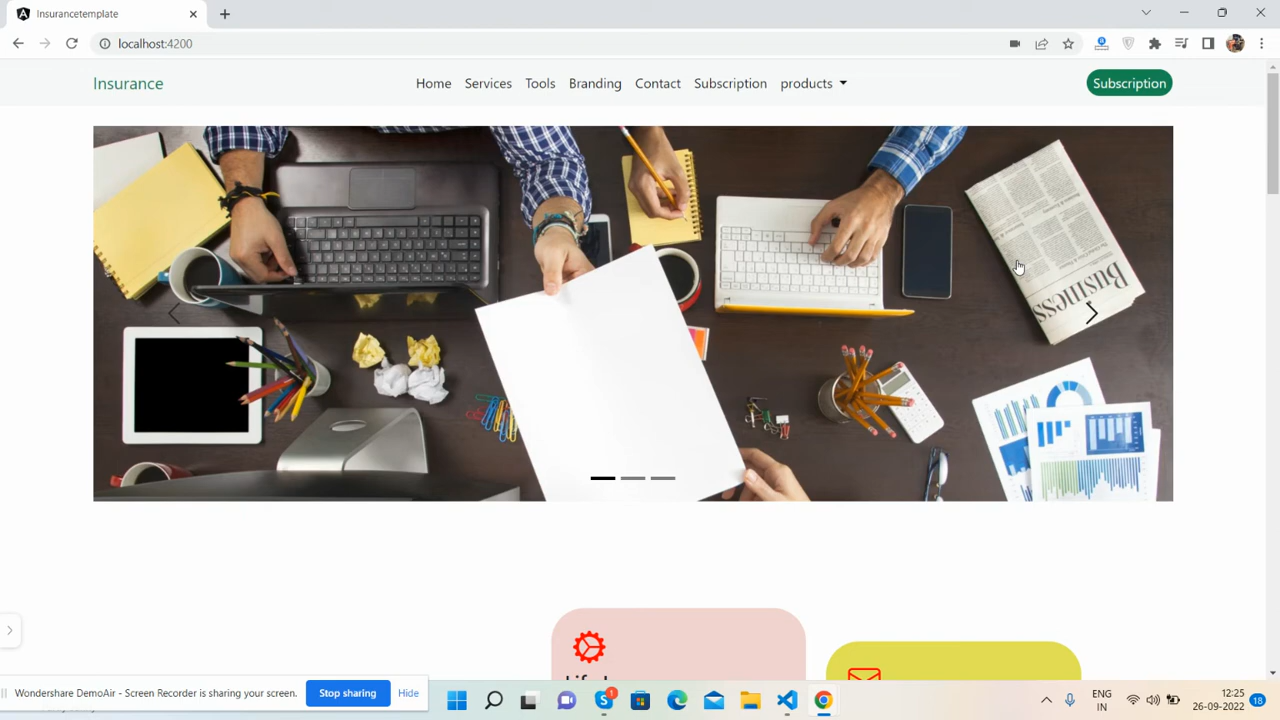 Insurancetemplate
localhost:4200
Insurance
Home
Services
Tools
Branding
Contact
Subscription
products
Subscription
Business
Wondershare DemoAir - Screen Recorder is sharing your screen.
Stop sharing
Hide
1
ENG
IN
12:25
26-09-2022
18